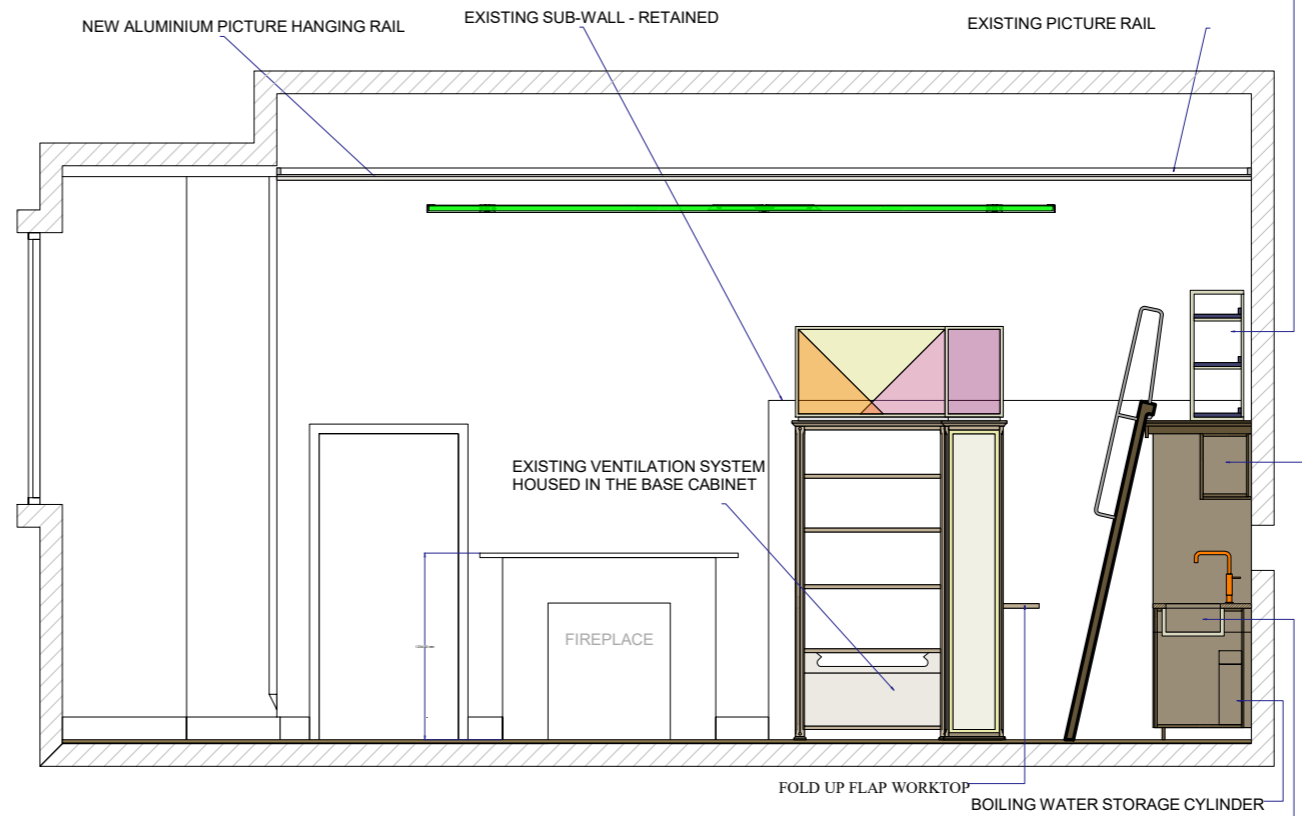 NEW ALUMINIUM PICTURE HANGING RAIL
EXISTING SUB-WALL - RETAINED
EXISTING PICTURE RAIL
EXISTING VENTILATION SYSTEM
HOUSED IN THE BASE CABINET
FIREPLACE
FOLD UP FLAP WORKTOP
BOILING WATER STORAGE CYLINDER